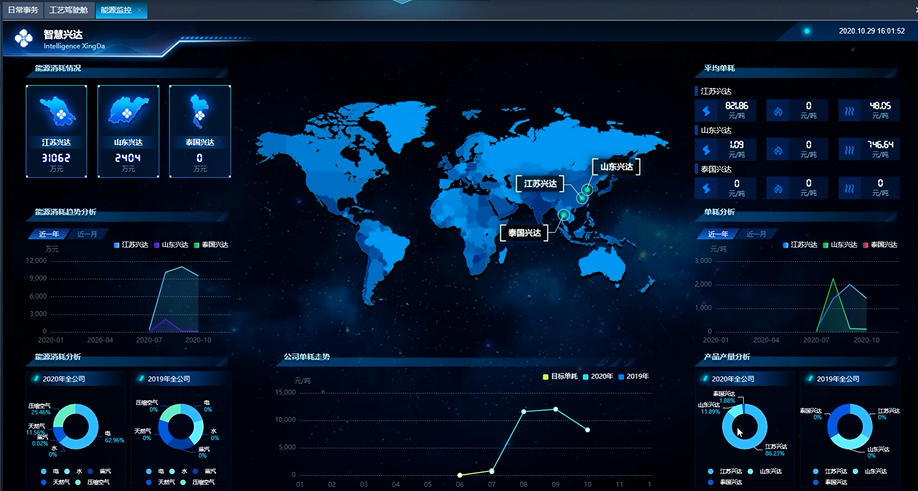 日常事务 工艺驾驶舱 能源监控
智慧兴达
Intelligence XingDa
2020.10.29 16:01:52
能源消耗情况
江苏兴达
31062
万元
山东兴达
2404
万元
泰国兴达
0
万元
能源消耗趋势分析
近一年 近一月
万元
江苏兴达 山东兴达 泰国兴达
12,000
9,000
6,000
3,000
0
2020-01 2020-04 2020-07 2020-10
能源消耗分析
2020年全公司
压缩空气
25.46%
天然气
11.56%
蒸汽
0.02%
水
0%
电
62.96%
电 水 蒸汽
天然气 压缩空气
2019年全公司
压缩空气
0%
天然气
0%
电
0%
水
0%
蒸汽
0%
电 水 蒸汽
天然气 压缩空气
山东兴达
江苏兴达
泰国兴达
公司单耗走势
元/吨
目标单耗 2020年 2019年
15,000
10,000
5,000
0
01 02 03 04 05 06 07 08 09 10 11 1
平均单耗
江苏兴达
821.86
元/吨
0
元/吨
48.05
元/吨
山东兴达
1.09
元/吨
0
元/吨
746.64
元/吨
泰国兴达
0
元/吨
0
元/吨
0
元/吨
单耗分析
近一年 近一月
元/吨
江苏兴达 山东兴达 泰国兴达
3,000
2,000
1,000
0
2020-01 2020-04 2020-07 2020-10
产品产量分析
2020年全公司
泰国兴达
1.88%
山东兴达
11.89%
江苏兴达
86.23%
江苏兴达 山东兴达
泰国兴达
2019年全公司
泰国兴达
0%
江苏兴达
0%
山东兴达
0%
江苏兴达 山东兴达
泰国兴达